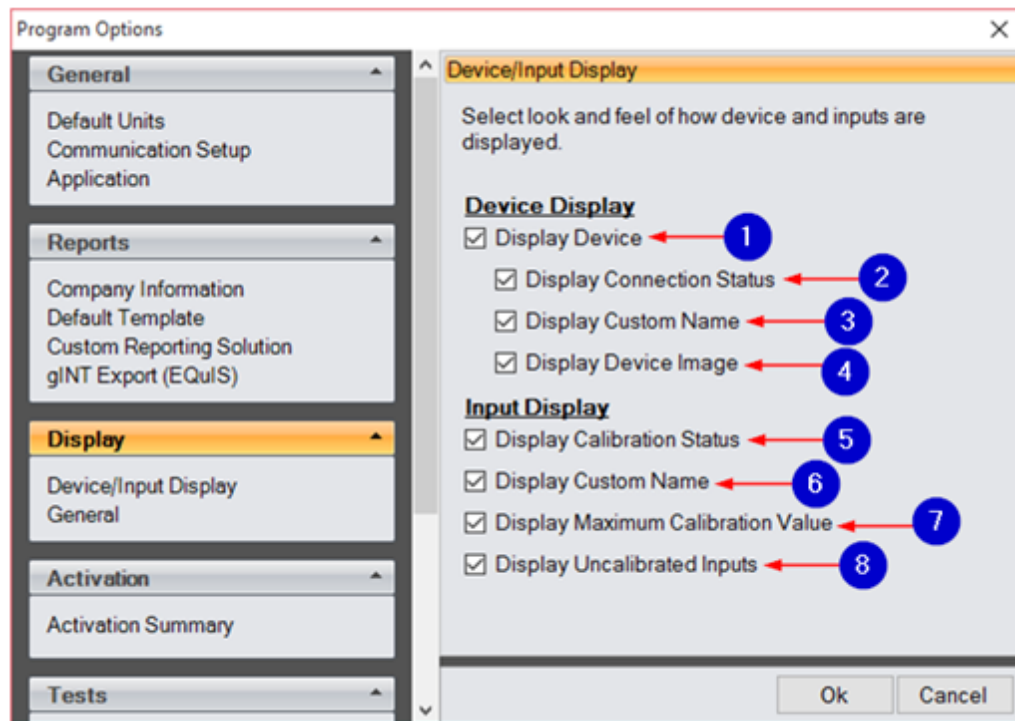 Program Options
General
Default Units
Communication Setup
Application
Reports
Company Information
Default Template
Custom Reporting Solution
gINT Export (EQuIS)
Display
Device/Input Display
General
Activation
Activation Summary
Tests
Device/Input Display
Select look and feel of how device and inputs are
displayed.
Device Display
Display Device 1
Display Connection Status 2
Display Custom Name 3
Display Device Image 4
Input Display
Display Calibration Status 5
Display Custom Name 6
Display Maximum Calibration Value 7
Display Uncalibrated Inputs 8
Ok Cancel